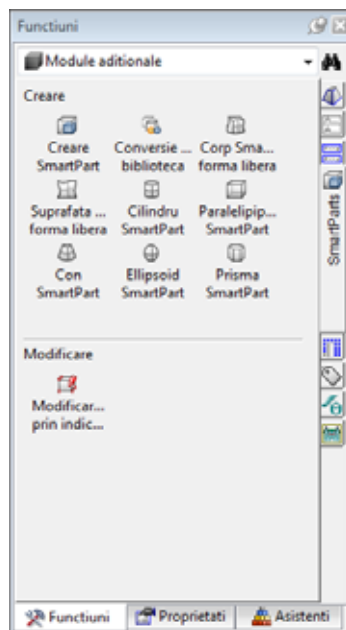 Functiuni
Module aditionale
Creare
Creare Conversie ... Corp Sma...
SmartPart biblioteca forma libera
Suprafata ... Cilindru Paralelipip...
forma libera SmartPart SmartPart
Con Ellipsoid Prisma
SmartPart SmartPart SmartPart
SmartParts
Modificare
Modificar...
prin indic...
Functiuni Proprietati Asistenti